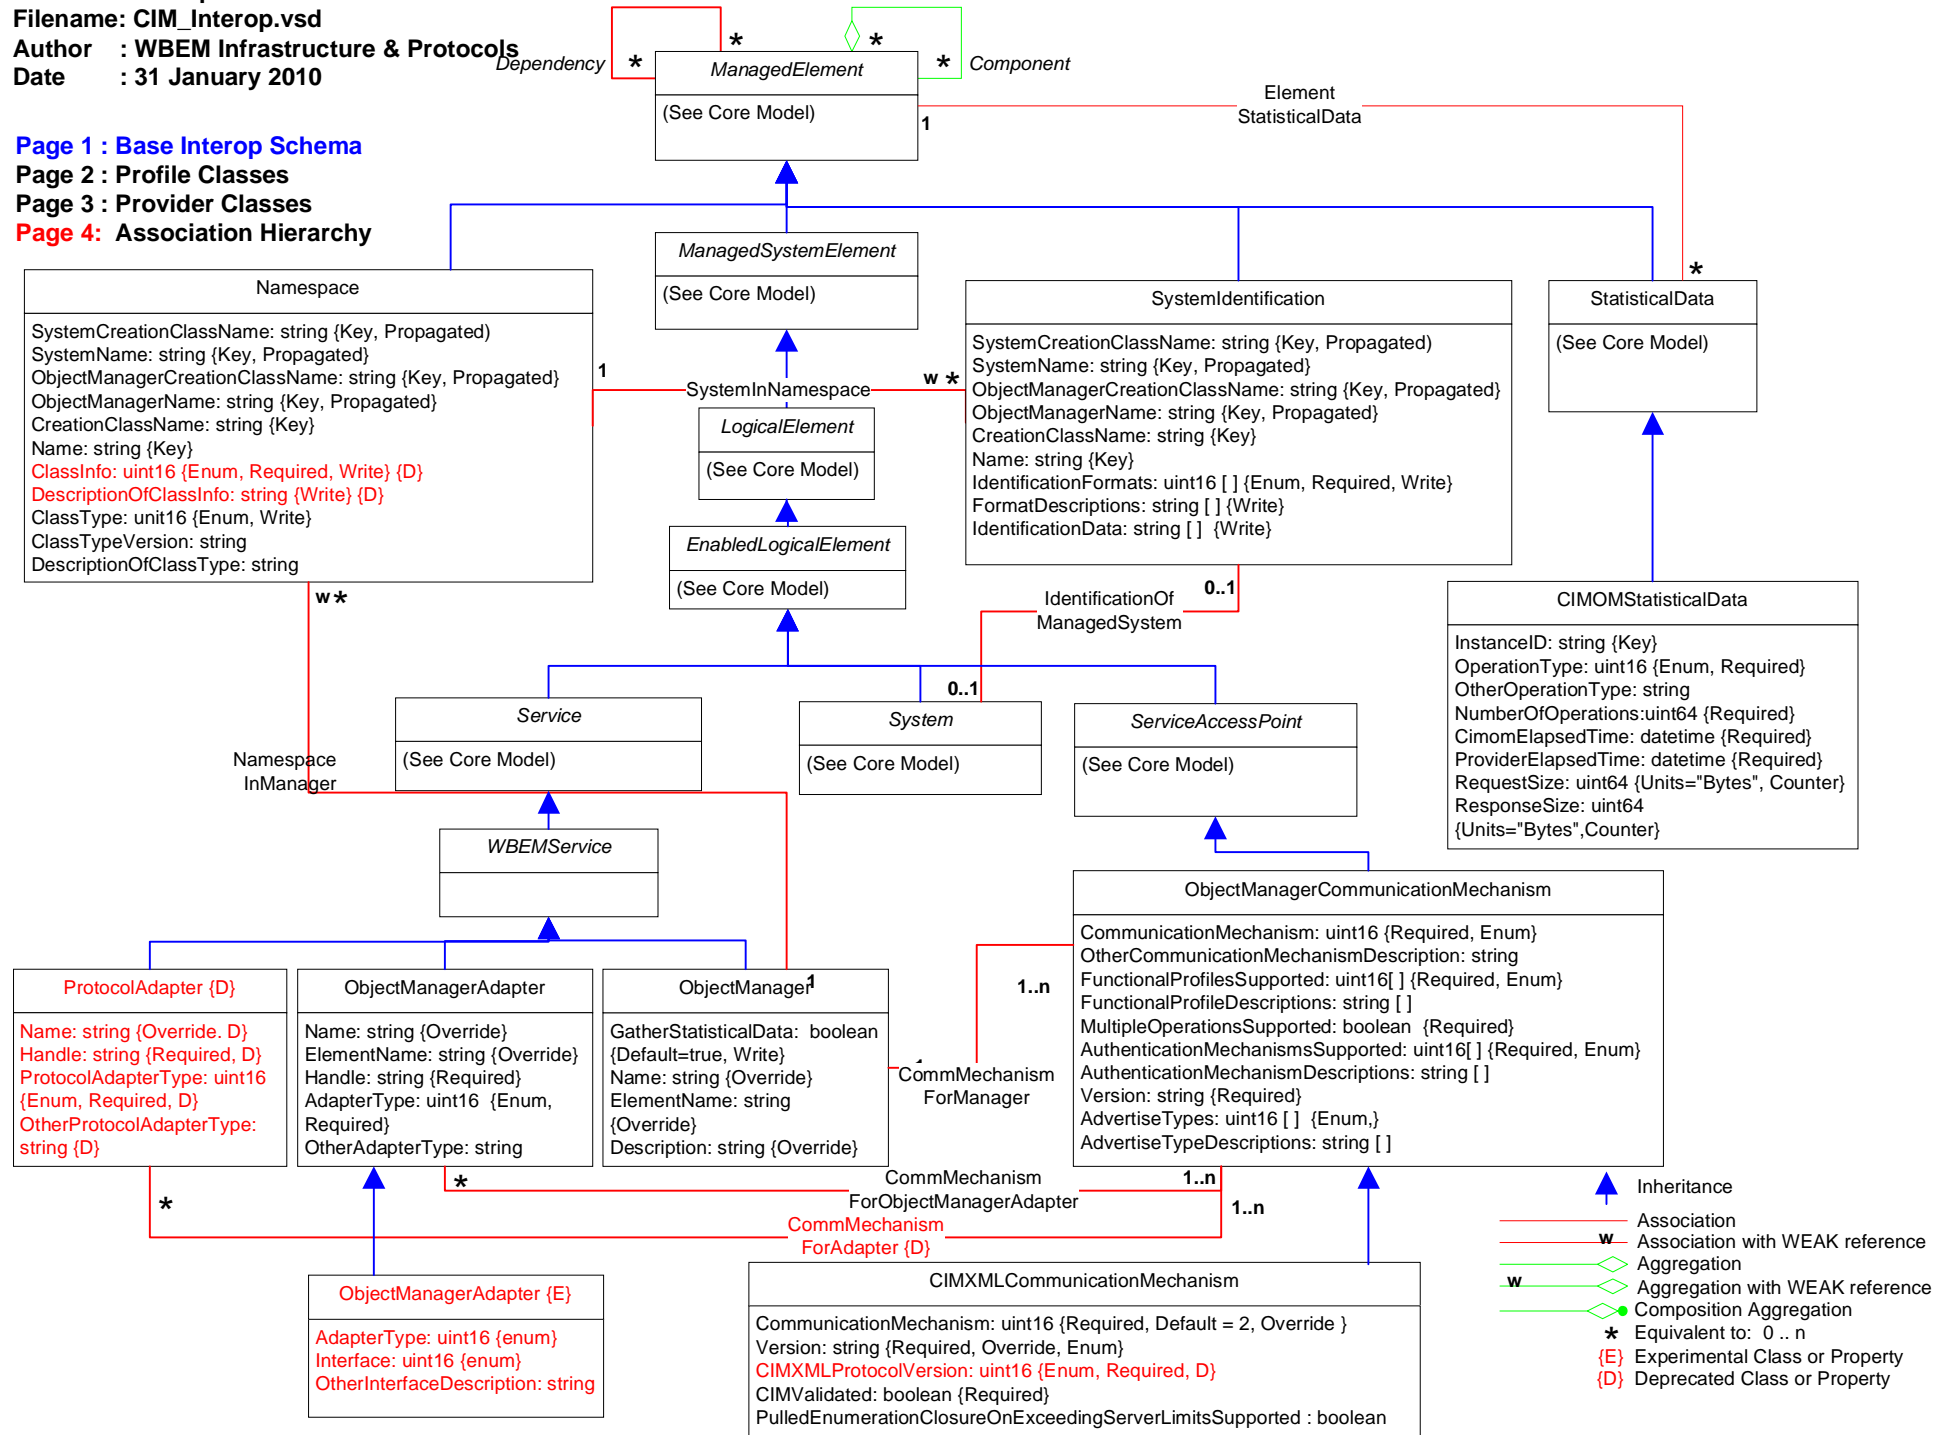 Filename: CIM_Interop.vsd
Author : WBEM Infrastructure & Protocols
Date : 31 January 2010
Page 1 : Base Interop Schema
Page 2 : Profile Classes
Page 3 : Provider Classes
Page 4: Association Hierarchy
Dependency
*
*
*
*
Component
ManagedElement
(See Core Model)
1
Element
StatisticalData
*
ManagedSystemElement
(See Core Model)
Namespace
SystemCreationClassName: string {Key, Propagated)
SystemName: string {Key, Propagated}
ObjectManagerCreationClassName: string {Key, Propagated}
ObjectManagerName: string {Key, Propagated}
CreationClassName: string {Key}
Name: string {Key}
ClassInfo: uint16 {Enum, Required, Write} {D}
DescriptionOfClassInfo: string {Write} {D}
ClassType: unit16 {Enum, Write}
ClassTypeVersion: string
DescriptionOfClassType: string
1
SystemInNamespace
w *
SystemIdentification
SystemCreationClassName: string {Key, Propagated)
SystemName: string {Key, Propagated}
ObjectManagerCreationClassName: string {Key, Propagated}
ObjectManagerName: string {Key, Propagated}
CreationClassName: string {Key}
Name: string {Key}
IdentificationFormats: uint16 [ ] {Enum, Required, Write}
FormatDescriptions: string [ ] {Write}
IdentificationData: string [ ] {Write}
StatisticalData
(See Core Model)
LogicalElement
(See Core Model)
EnabledLogicalElement
(See Core Model)
w *
IdentificationOf
ManagedSystem
0..1
0..1
CIMOMStatisticalData
InstanceID: string {Key}
OperationType: uint16 {Enum, Required}
OtherOperationType: string
NumberOfOperations:uint64 {Required}
CimomElapsedTime: datetime {Required}
ProviderElapsedTime: datetime {Required}
RequestSize: uint64 {Units="Bytes", Counter}
ResponseSize: uint64
{Units="Bytes",Counter}
Service
(See Core Model)
System
(See Core Model)
ServiceAccessPoint
(See Core Model)
Namespace
InManager
WBEMService
ObjectManagerCommunicationMechanism
CommunicationMechanism: uint16 {Required, Enum}
OtherCommunicationMechanismDescription: string
FunctionalProfilesSupported: uint16[ ] {Required, Enum}
FunctionalProfileDescriptions: string [ ]
MultipleOperationsSupported: boolean {Required}
AuthenticationMechanismsSupported: uint16[ ] {Required, Enum}
AuthenticationMechanismDescriptions: string [ ]
Version: string {Required}
AdvertiseTypes: uint16 [ ] {Enum,}
AdvertiseTypeDescriptions: string [ ]
ProtocolAdapter {D}
Name: string {Override. D}
Handle: string {Required, D}
ProtocolAdapterType: uint16
{Enum, Required, D}
OtherProtocolAdapterType:
string {D}
ObjectManagerAdapter
Name: string {Override}
ElementName: string {Override}
Handle: string {Required}
AdapterType: uint16 {Enum,
Required}
OtherAdapterType: string
ObjectManager
1
GatherStatisticalData: boolean
{Default=true, Write}
Name: string {Override}
ElementName: string
{Override}
Description: string {Override}
1..n
1
CommMechanism
ForManager
*
*
CommMechanism
ForObjectManagerAdapter
1..n
1..n
CommMechanism
ForAdapter {D}
ObjectManagerAdapter {E}
AdapterType: uint16 {enum}
Interface: uint16 {enum}
OtherInterfaceDescription: string
CIMXMLCommunicationMechanism
CommunicationMechanism: uint16 {Required, Default = 2, Override }
Version: string {Required, Override, Enum}
CIMXMLProtocolVersion: uint16 {Enum, Required, D}
CIMValidated: boolean {Required}
PulledEnumerationClosureOnExceedingServerLimitsSupported : boolean
Inheritance
Association
w Association with WEAK reference
Aggregation
w Aggregation with WEAK reference
Composition Aggregation
* Equivalent to: 0 .. n
{E} Experimental Class or Property
{D} Deprecated Class or Property